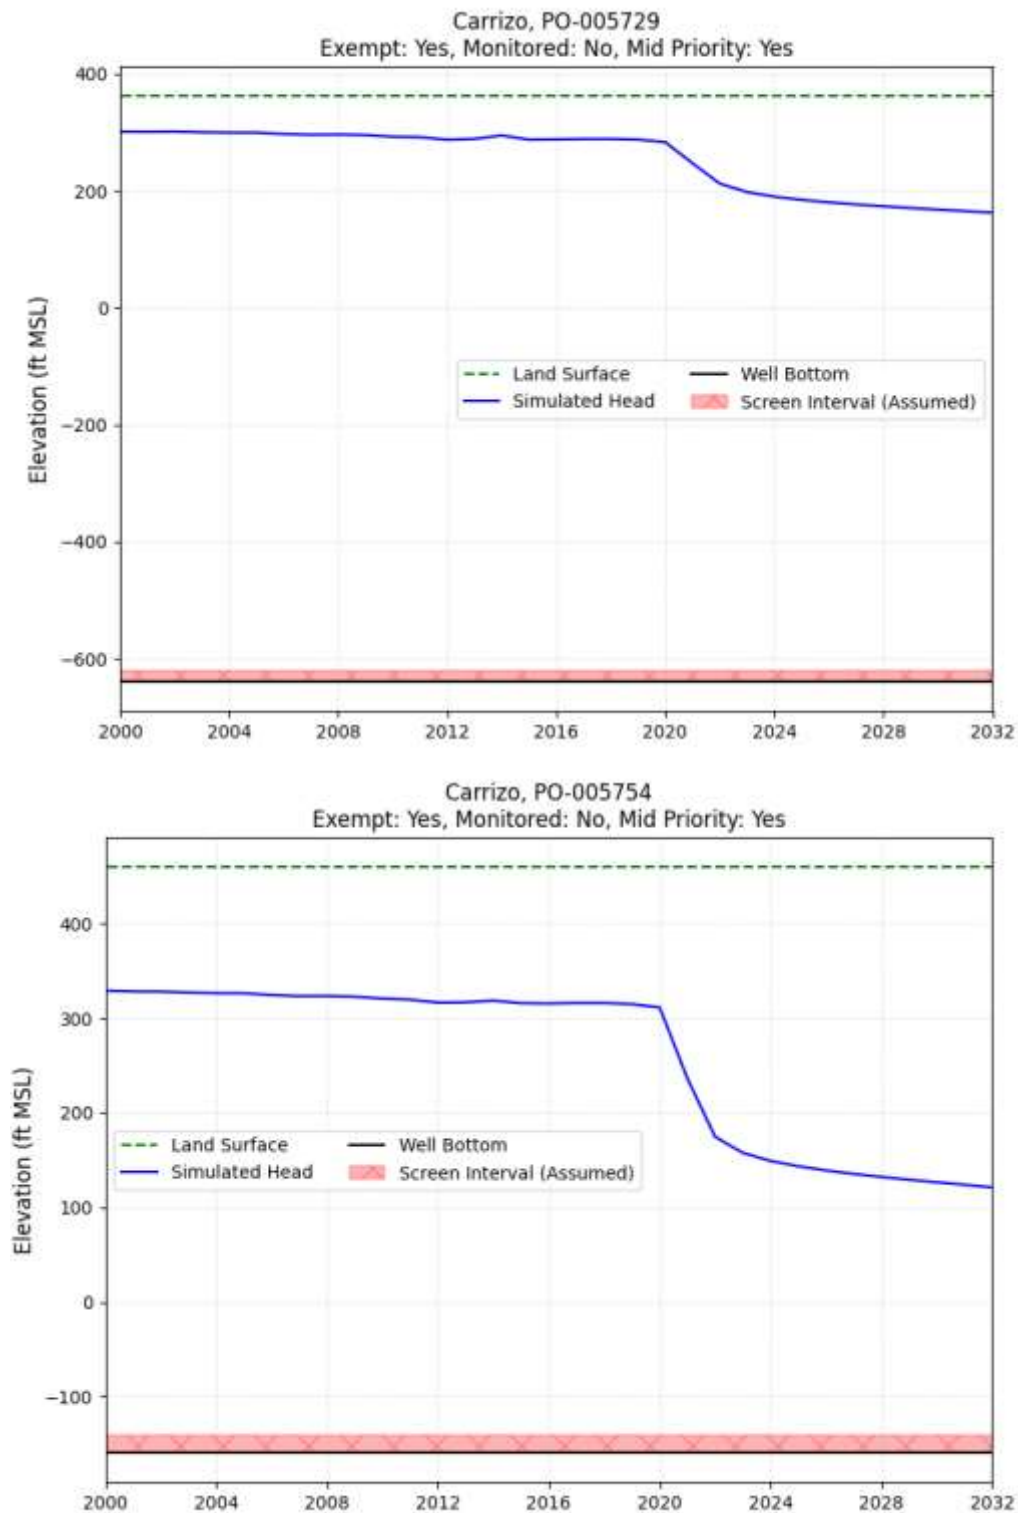 Carrizo, PO-005729
Exempt: Yes, Monitored: No, Mid Priority: Yes
400
200
0
−200
−400
−600
Elevation (ft MSL)
Land Surface
Simulated Head
Well Bottom
Screen Interval (Assumed)
2000 2004 2008 2012 2016 2020 2024 2028 2032
Carrizo, PO-005754
Exempt: Yes, Monitored: No, Mid Priority: Yes
400
300
200
100
0
−100
Elevation (ft MSL)
Land Surface
Simulated Head
Well Bottom
Screen Interval (Assumed)
2000 2004 2008 2012 2016 2020 2024 2028 2032